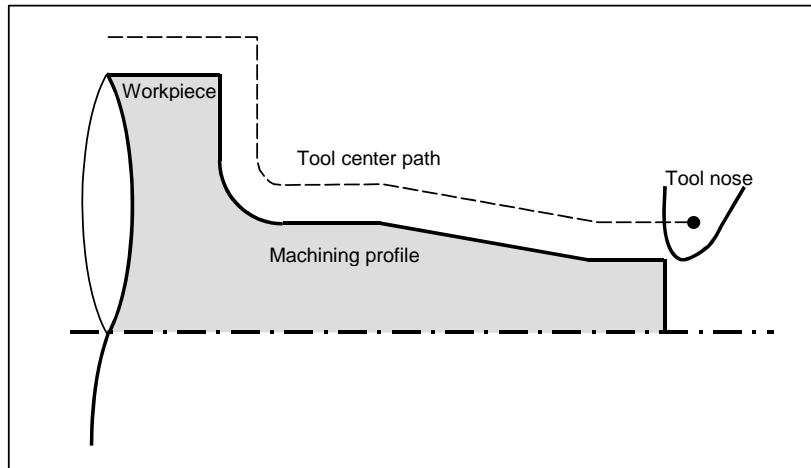 Workpiece
Tool center path
Tool nose
Machining profile